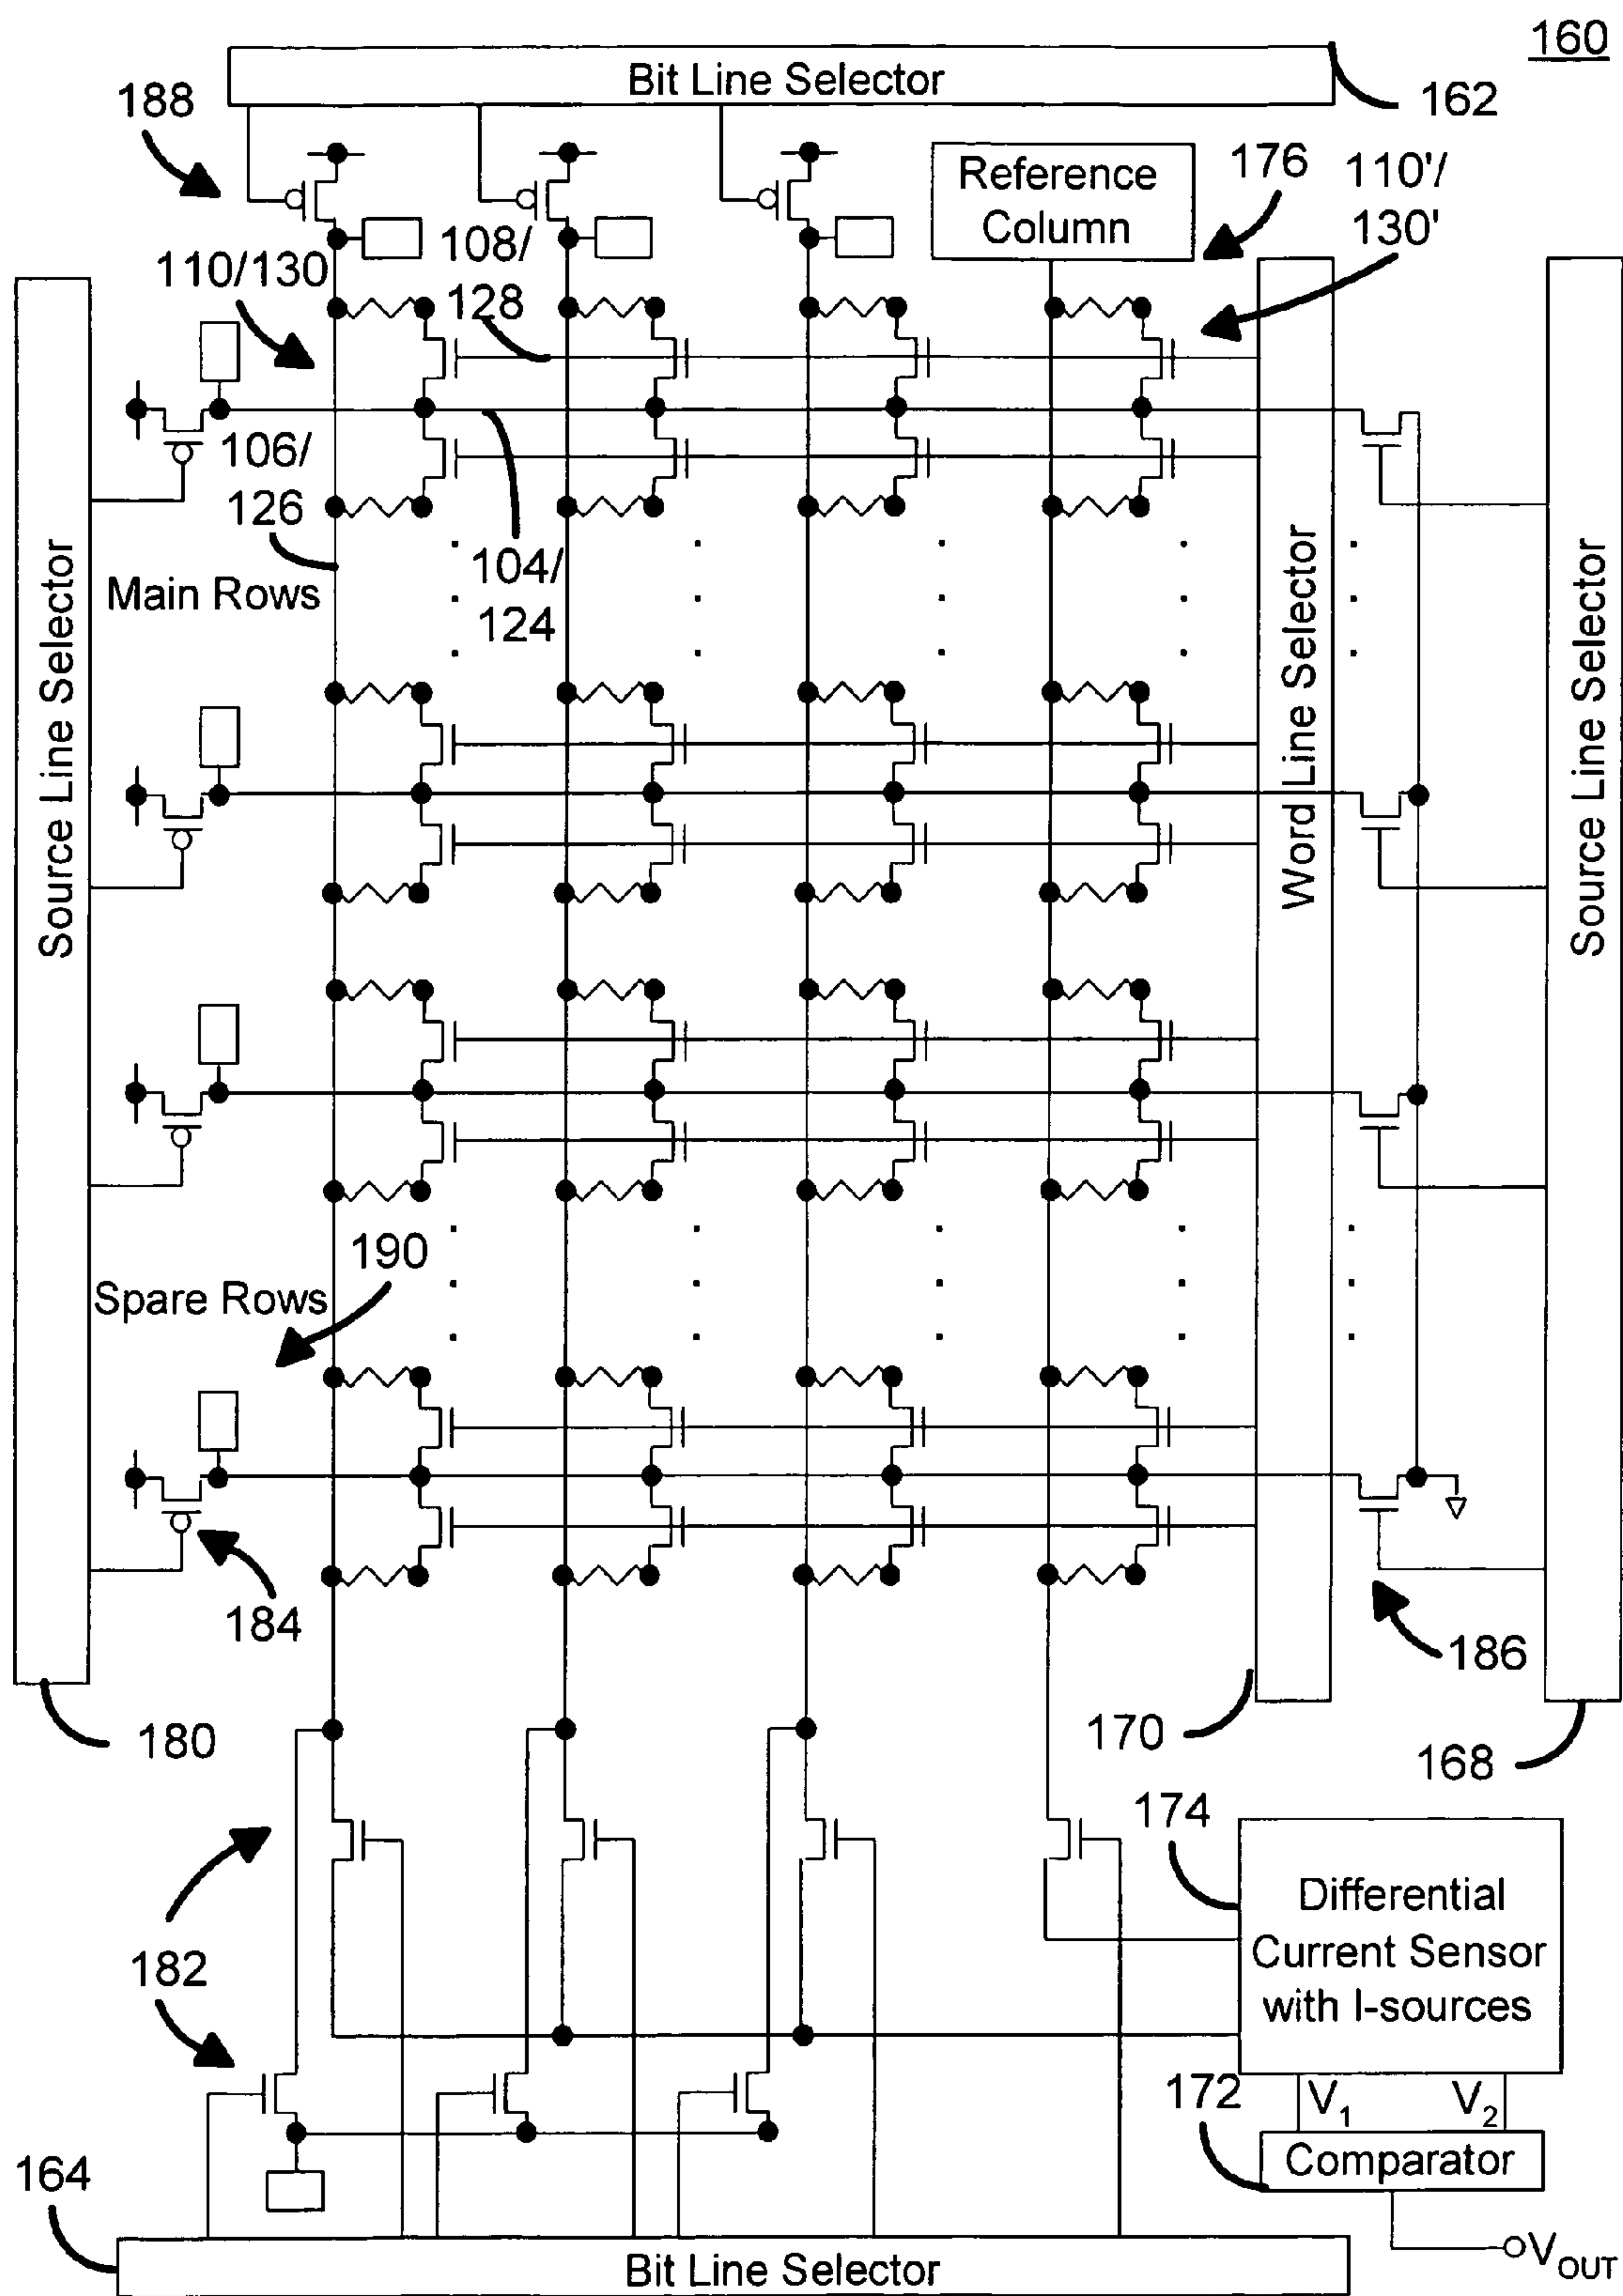 160
Bit Line Selector
162
188
Reference
Column
176
110'/
130'
108/
128
110/130
106/
126
104/
124
Main Rows
Source Line Selector
Word Line Selector
Source Line Selector
190
Spare Rows
184
186
180
170
168
174
Differential
Current Sensor
with I-sources
182
172
V1
V2
Comparator
164
Bit Line Selector
VOUT